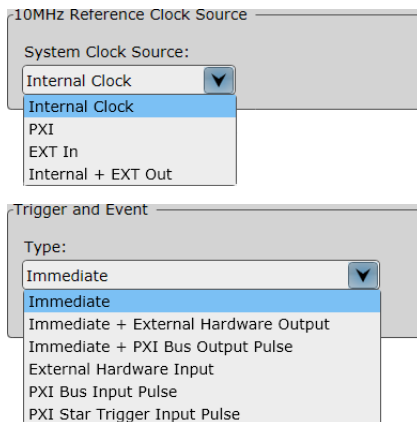 10MHz Reference Clock Source
System Clock Source:
Internal Clock
Internal Clock
PXI
EXT In
Internal + EXT Out
Trigger and Event
Type:
Immediate
Immediate
Immediate + External Hardware Output
Immediate + PXI Bus Output Pulse
External Hardware Input
PXI Bus Input Pulse
PXI Star Trigger Input Pulse